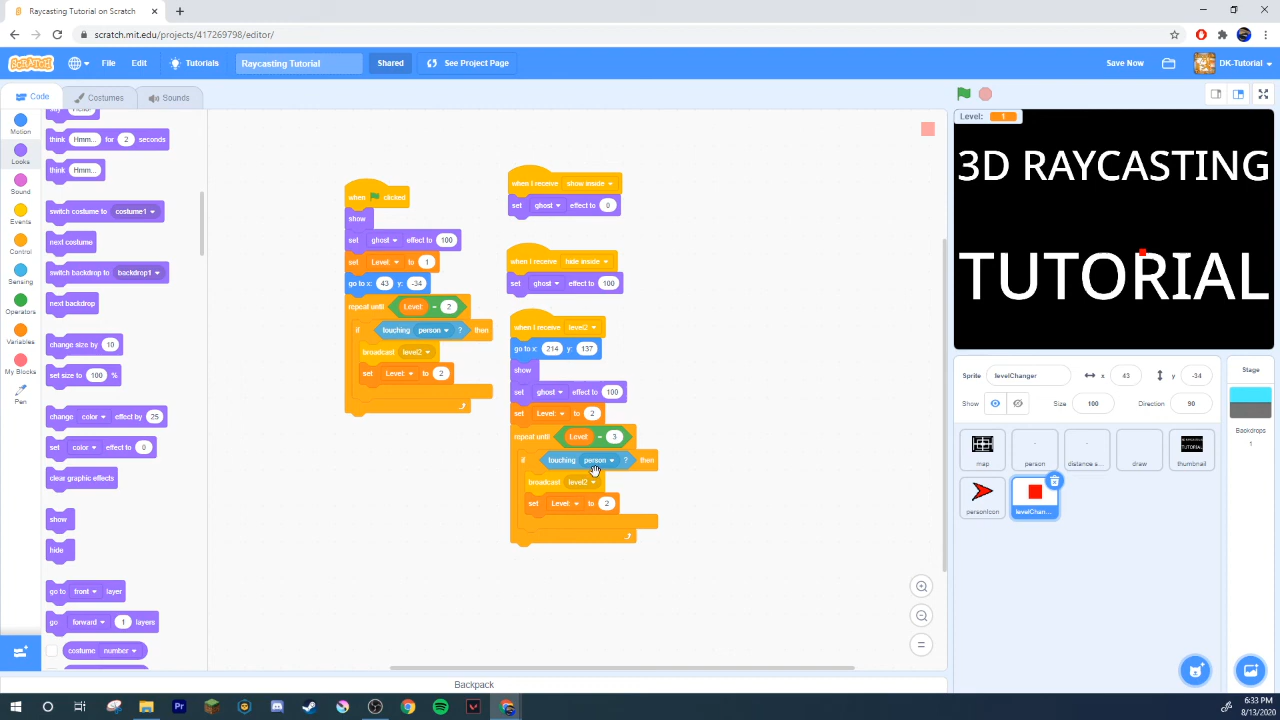 Raycasting Tutorial on Scratch
scratch.mit.edu/projects/417269798/editor/
SCRATCH
File
Edit
Tutorials
Raycasting Tutorial
Shared
See Project Page
Save Now
DK-Tutorial
Code
Costumes
Sounds
Motion
Looks
Sound
Events
Control
Sensing
Operators
Variables
My Blocks
Pen
think Hmm... for 2 seconds
think Hmm...
switch costume to costume1
next costume
switch backdrop to backdrop1
next backdrop
change size by 10
set size to 100 %
change color effect by 25
set color effect to 0
clear graphic effects
show
hide
go to front layer
go forward 1 layers
costume number
when clicked
show
set ghost effect to 100
set Level: to 1
go to x: 43 y: -34
repeat until Level: = 2
if touching person ? then
broadcast level2
set Level: to 2
when I receive show inside
set ghost effect to 0
when I receive hide inside
set ghost effect to 100
when I receive level2
go to x: 214 y: 137
show
set ghost effect to 100
set Level: to 2
repeat until Level: = 3
if touching person ? then
broadcast level2
set Level: to 2
Backpack
Level: 1
3D RAYCASTING
TUTORIAL
Sprite levelChanger x 43 y -34
Show Size 100 Direction 90
map
person
distance s...
draw
thumbnail
personIcon
levelChan...
Stage
Backdrops
1
6:33 PM
8/13/2020